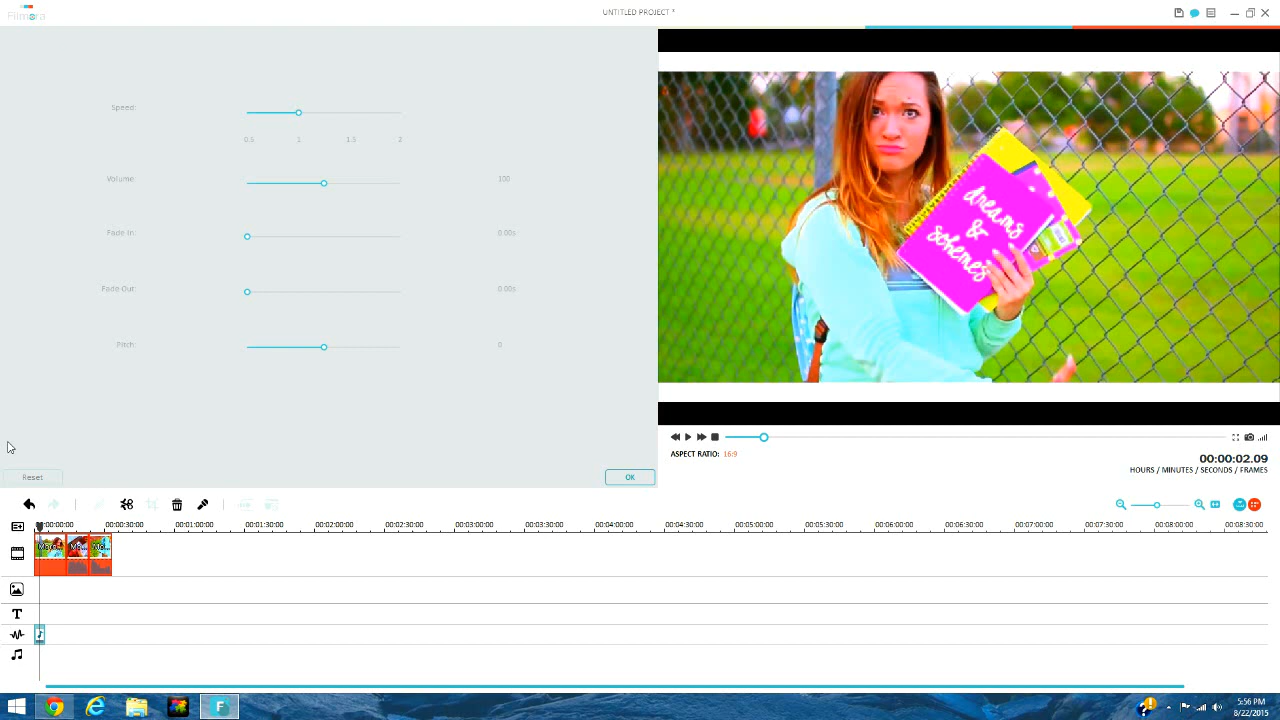 Filmora
UNTITLED PROJECT *
Speed:
0.5 1 1.5 2
Volume: 100
Fade In: 0.00s
Fade Out: 0.00s
Pitch: 0
Reset OK
dreams
&
schemes
ASPECT RATIO: 16:9
00:00:02.09
HOURS / MINUTES / SECONDS / FRAMES
00:00:30:00 00:01:00:00 00:01:30:00 00:02:00:00 00:02:30:00 00:03:00:00 00:03:30:00 00:04:00:00 00:04:30:00 00:05:00:00 00:05:30:00 00:06:00:00 00:06:30:00 00:07:00:00 00:07:30:00 00:08:00:00 00:08:30:00
T
5:56 PM
8/22/2015